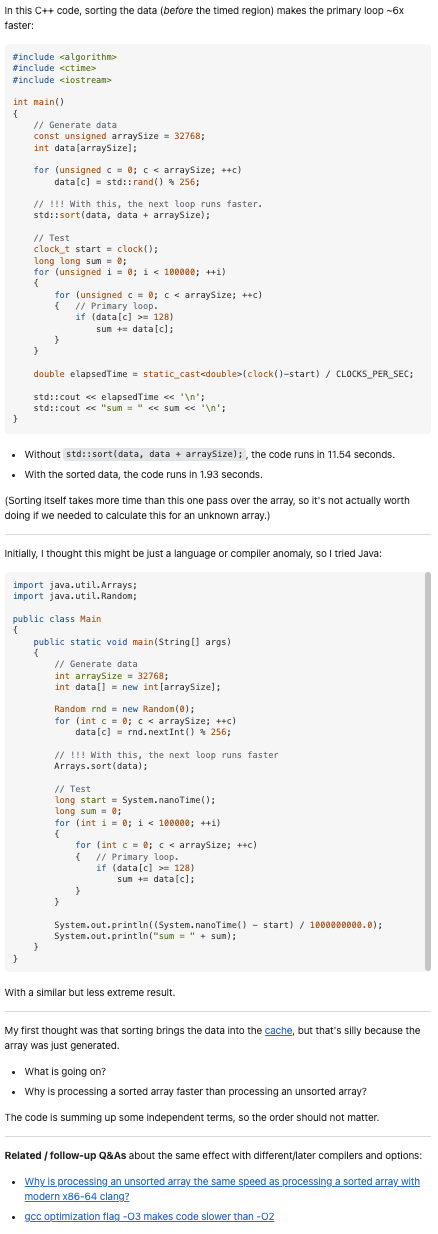 In this C++ code, sorting the data (before the timed region) makes the primary loop ~6x
faster:
#include <algorithm>
#include <ctime>
#include <iostream>
int main()
{
    // Generate data
    const unsigned arraySize = 32768;
    int data[arraySize];
    for (unsigned c = 0; c < arraySize; ++c)
        data[c] = std::rand() % 256;
    // !!! With this, the next loop runs faster.
    std::sort(data, data + arraySize);
    // Test
    clock_t start = clock();
    long long sum = 0;
    for (unsigned i = 0; i < 100000; ++i)
    {
        for (unsigned c = 0; c < arraySize; ++c)
        {   // Primary loop.
            if (data[c] >= 128)
                sum += data[c];
        }
    }
    double elapsedTime = static_cast<double>(clock()-start) / CLOCKS_PER_SEC;
    std::cout << elapsedTime << '\n';
    std::cout << "sum = " << sum << '\n';
}
• Without std::sort(data, data + arraySize);, the code runs in 11.54 seconds.
• With the sorted data, the code runs in 1.93 seconds.
(Sorting itself takes more time than this one pass over the array, so it's not actually worth
doing if we needed to calculate this for an unknown array.)
Initially, I thought this might be just a language or compiler anomaly, so I tried Java:
import java.util.Arrays;
import java.util.Random;
public class Main
{
    public static void main(String[] args)
    {
        // Generate data
        int arraySize = 32768;
        int data[] = new int[arraySize];
        Random rnd = new Random(0);
        for (int c = 0; c < arraySize; ++c)
            data[c] = rnd.nextInt() % 256;
        // !!! With this, the next loop runs faster
        Arrays.sort(data);
        // Test
        long start = System.nanoTime();
        long sum = 0;
        for (int i = 0; i < 100000; ++i)
        {
            for (int c = 0; c < arraySize; ++c)
            {   // Primary loop.
                if (data[c] >= 128)
                    sum += data[c];
            }
        }
        System.out.println((System.nanoTime() - start) / 1000000000.0);
        System.out.println("sum = " + sum);
    }
}
With a similar but less extreme result.
My first thought was that sorting brings the data into the cache, but that's silly because the
array was just generated.
• What is going on?
• Why is processing a sorted array faster than processing an unsorted array?
The code is summing up some independent terms, so the order should not matter.
Related / follow-up Q&As about the same effect with different/later compilers and options:
• Why is processing an unsorted array the same speed as processing a sorted array with
modern x86-64 clang?
• gcc optimization flag -O3 makes code slower than -O2